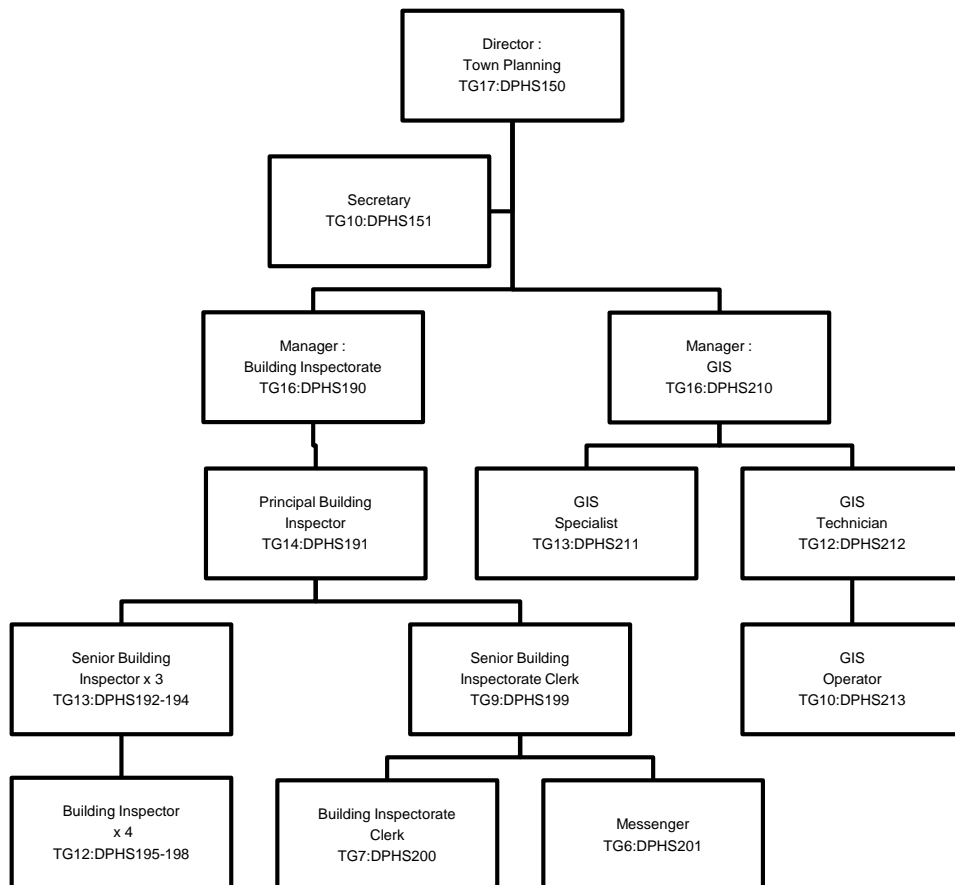 Director :
Town Planning
TG17:DPHS150
Secretary
TG10:DPHS151
Manager :
Building Inspectorate
TG16:DPHS190
Manager :
GIS
TG16:DPHS210
Principal Building
Inspector
TG14:DPHS191
GIS
Specialist
TG13:DPHS211
GIS
Technician
TG12:DPHS212
Senior Building
Inspector x 3
TG13:DPHS192-194
Senior Building
Inspectorate Clerk
TG9:DPHS199
GIS
Operator
TG10:DPHS213
Building Inspector
x 4
TG12:DPHS195-198
Building Inspectorate
Clerk
TG7:DPHS200
Messenger
TG6:DPHS201